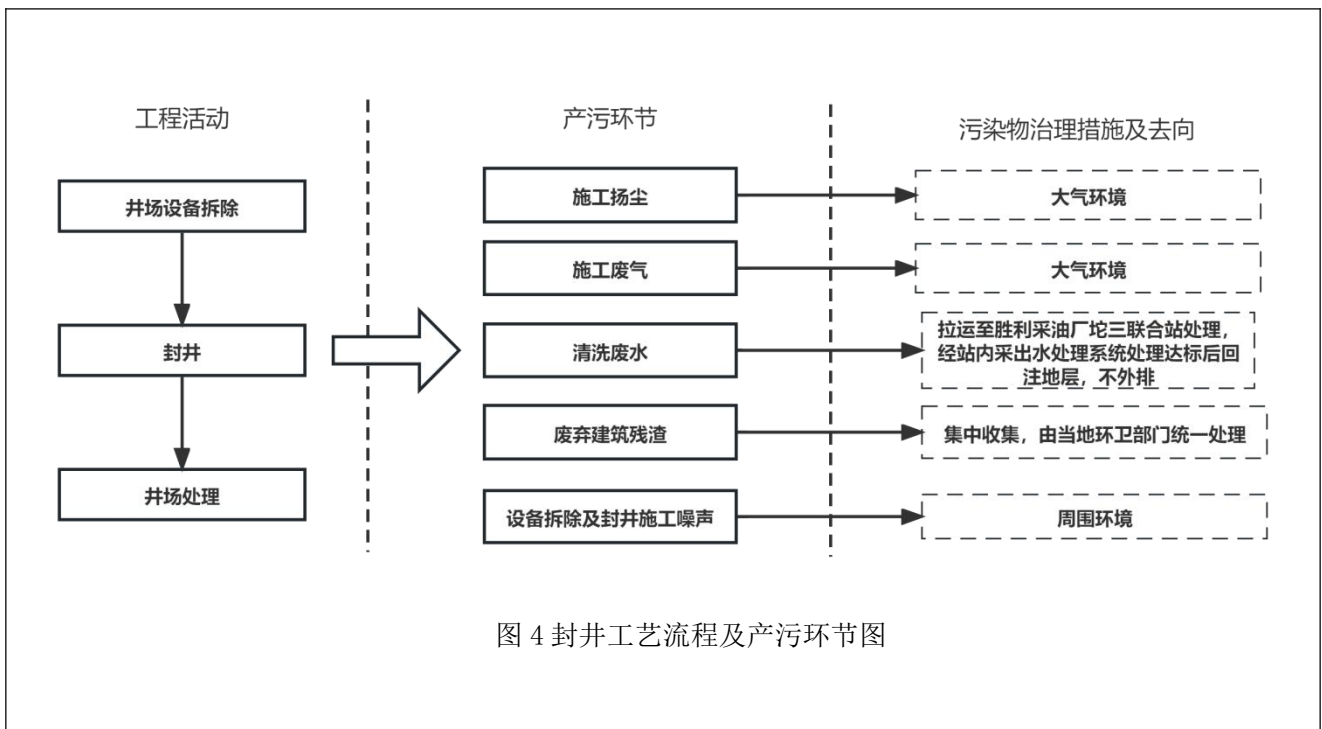 工程活动
产污环节
污染物治理措施及去向
井场设备拆除
封井
井场处理
施工扬尘
大气环境
施工废气
大气环境
清洗废水
拉运至胜利采油厂坨三联合站处理，
经站内采出水处理系统处理达标后回
注地层，不外排
废弃建筑残渣
集中收集，由当地环卫部门统一处理
设备拆除及封井施工噪声
周围环境
图 4 封井工艺流程及产污环节图